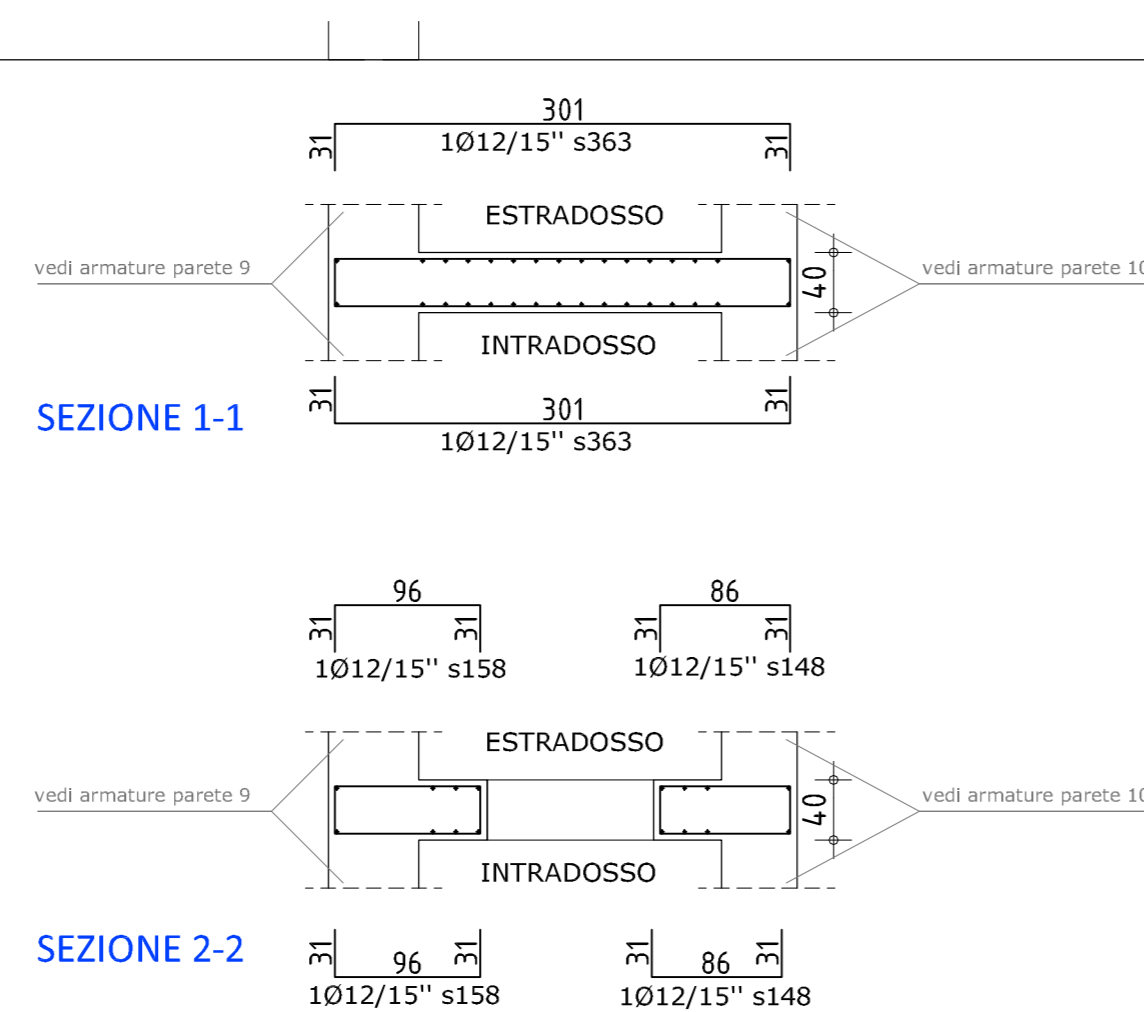 301
31 1Ø12/15'' s363 31
ESTRADOSSO
vedi armature parete 9
40
vedi armature parete 10
INTRADOSSO
SEZIONE 1-1
31 301 31
1Ø12/15'' s363
96 86
31 31 31 31
1Ø12/15'' s158 1Ø12/15'' s148
ESTRADOSSO
vedi armature parete 9
40
vedi armature parete 10
INTRADOSSO
SEZIONE 2-2
31 96 31 31 86 31
1Ø12/15'' s158 1Ø12/15'' s148